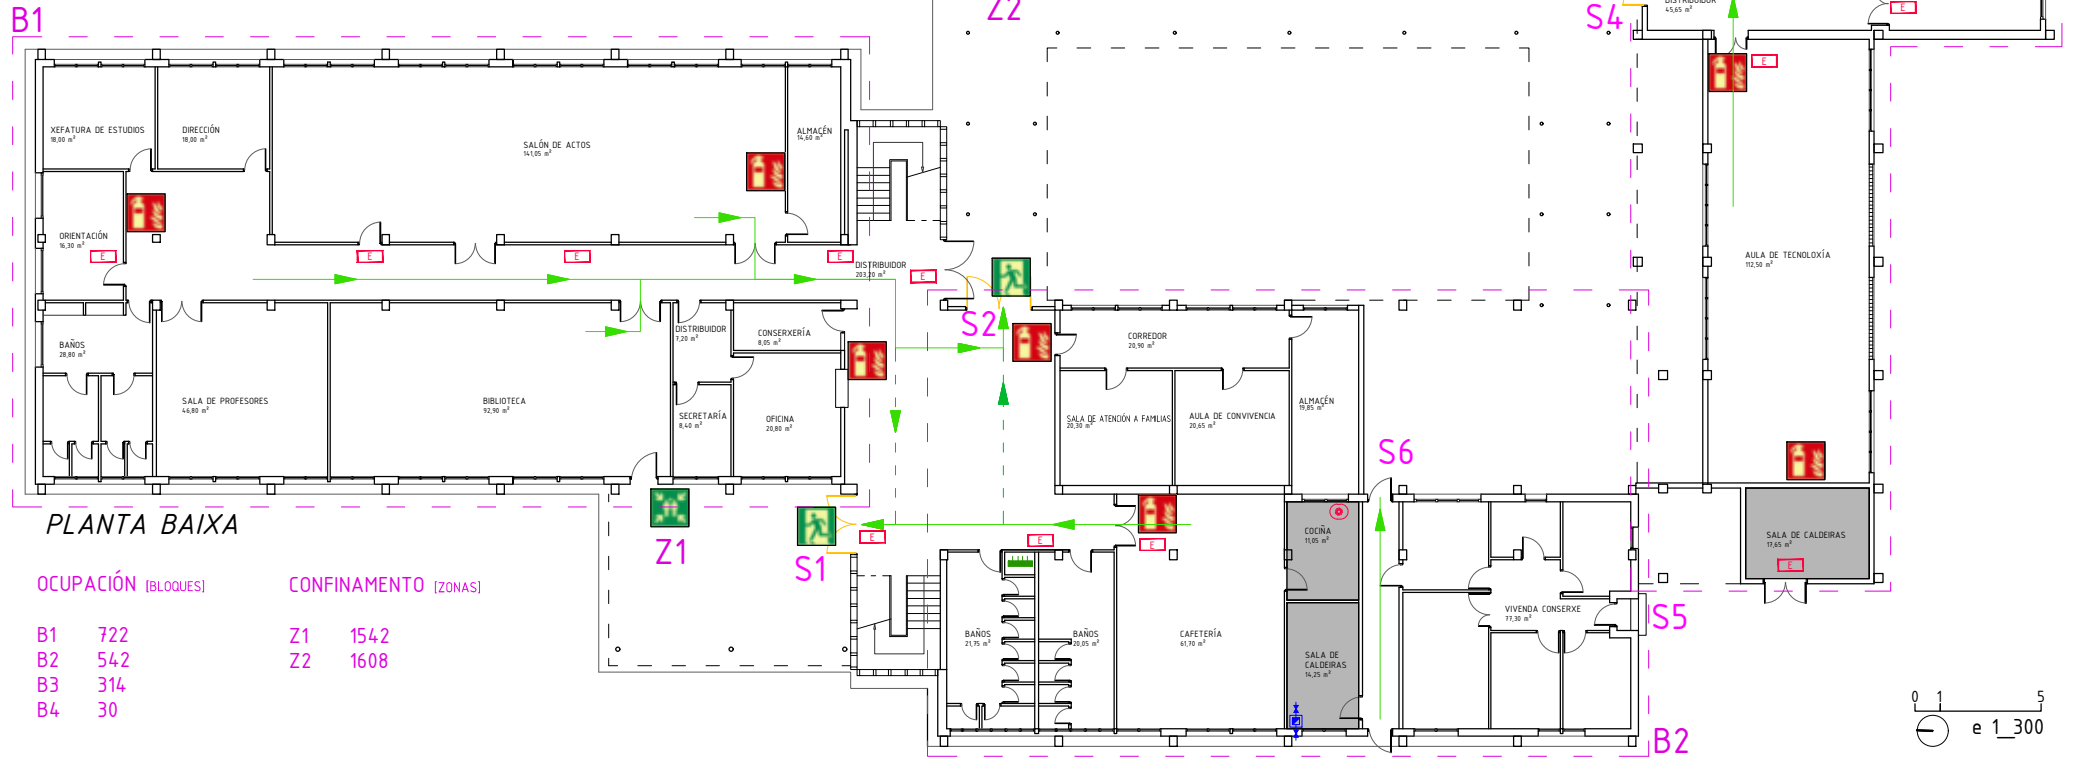 B1
Z2
S4
DISTRIBUIDOR
45,65 m²
E
E
XEFATURA DE ESTUDIOS
18,00 m²
DIRECCIÓN
18,00 m²
SALÓN DE ACTOS
141,05 m²
ALMACÉN
14,60 m²
ORIENTACIÓN
16,30 m²
E
E
E
E
DISTRIBUIDOR
203,20 m²
E
AULA DE TECNOLOXÍA
112,50 m²
S2
BAÑOS
28,80 m²
DISTRIBUIDOR
7,20 m²
CONSERXERÍA
8,05 m²
CORREDOR
20,90 m²
SALA DE PROFESORES
46,80 m²
BIBLIOTECA
92,90 m²
SECRETARÍA
8,40 m²
OFICINA
20,80 m²
SALA DE ATENCIÓN A FAMILIAS
20,30 m²
AULA DE CONVIVENCIA
20,65 m²
ALMACÉN
19,85 m²
S6
PLANTA BAIXA
Z1
S1
E
E
E
COCIÑA
11,05 m²
SALA DE CALDEIRAS
17,65 m²
E
OCUPACIÓN [BLOQUES]
B1 722
B2 542
B3 314
B4 30
CONFINAMENTO [ZONAS]
Z1 1542
Z2 1608
BAÑOS
21,75 m²
BAÑOS
20,05 m²
CAFETERÍA
61,70 m²
SALA DE
CALDEIRAS
14,25 m²
VIVENDA CONSERXE
77,30 m²
S5
B2
0 1 5
e 1_300